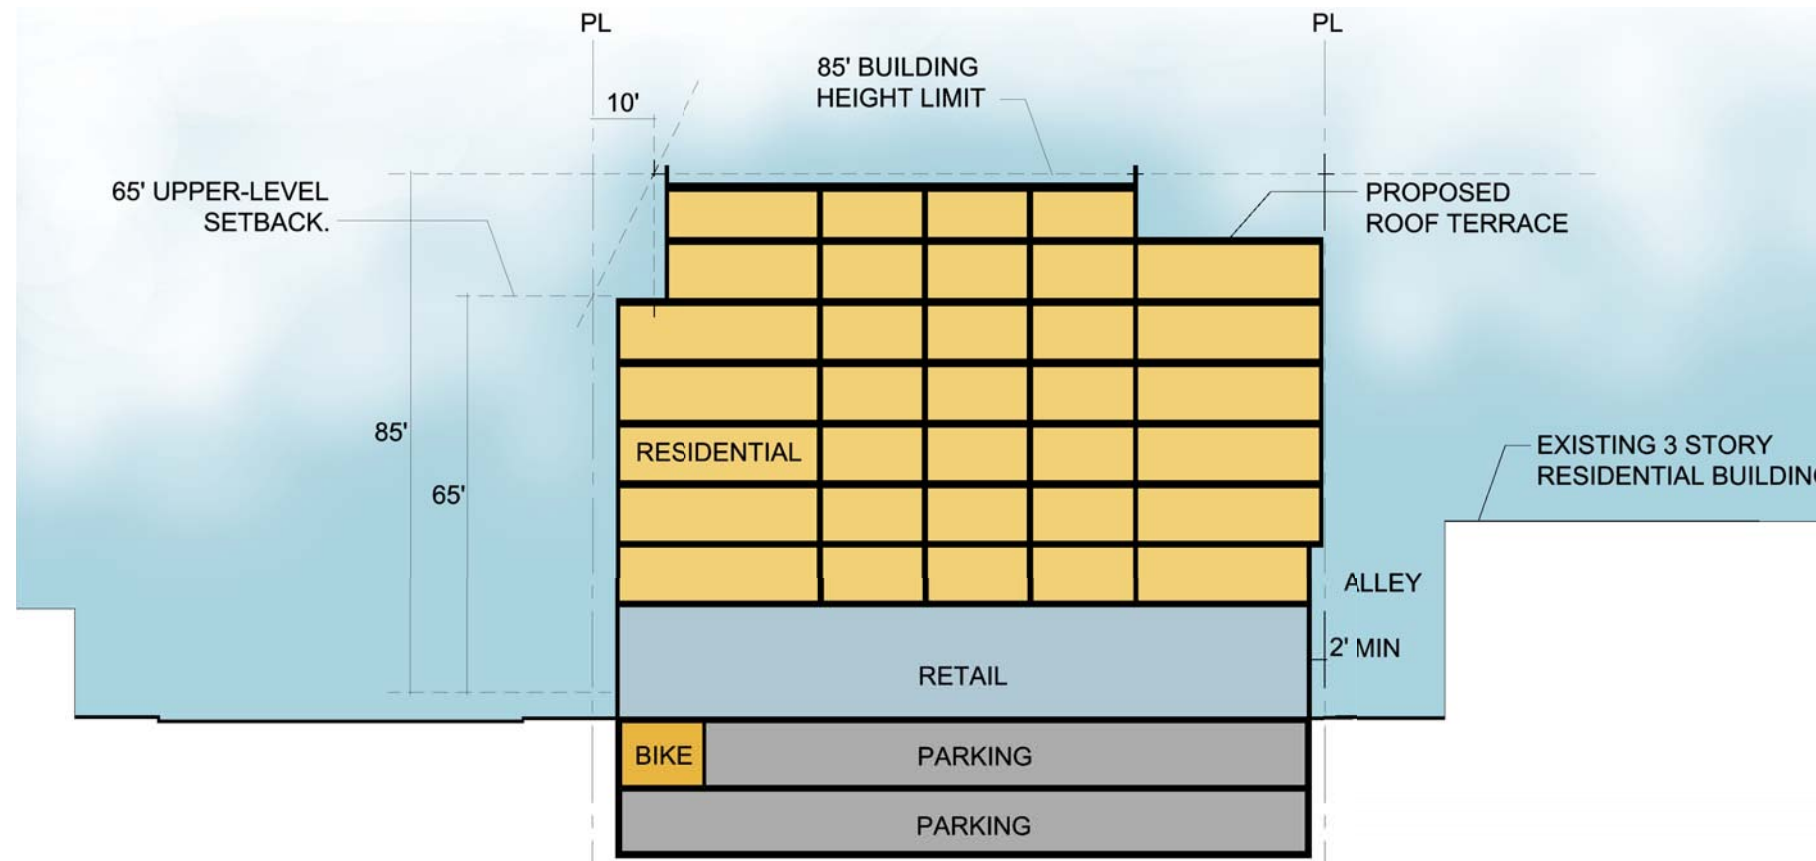 PL
PL
10'
85' BUILDING
HEIGHT LIMIT
65' UPPER-LEVEL
SETBACK.
PROPOSED
ROOF TERRACE
85'
65'
RESIDENTIAL
EXISTING 3 STORY
RESIDENTIAL BUILDING
ALLEY
2' MIN
RETAIL
BIKE
PARKING
PARKING